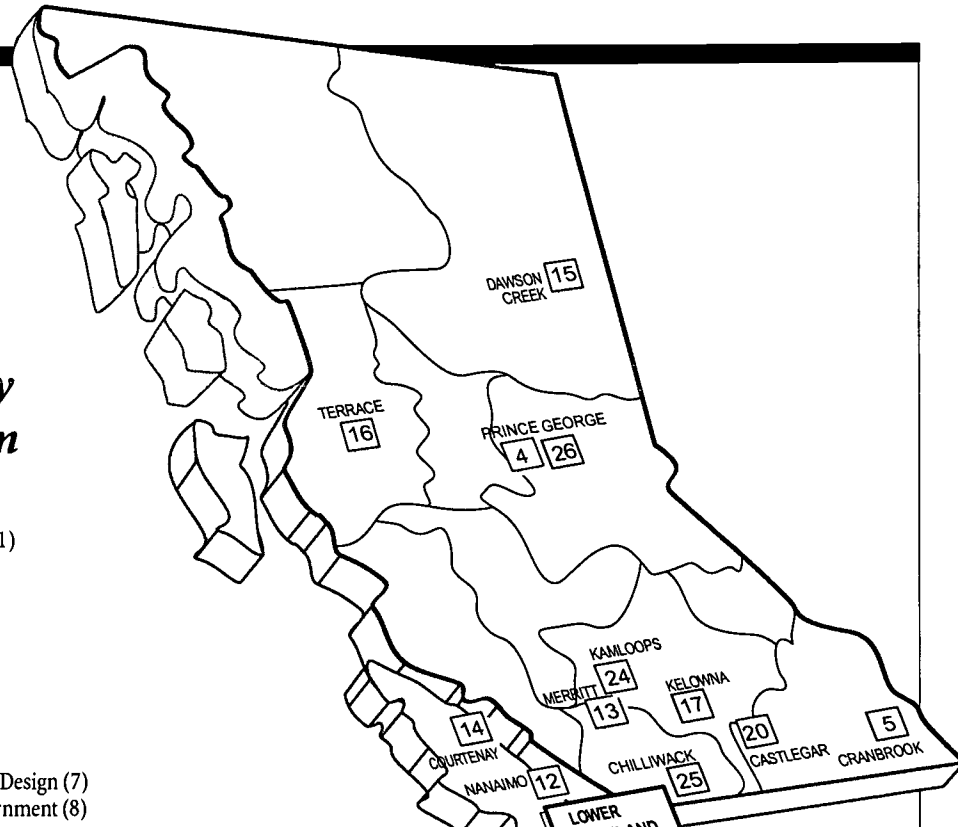 DAWSON 15
CREEK
y
n
TERRACE
16
PRINCE GEORGE
4 26
1)
KAMLOOPS
24
MERRITT
13
KELOWNA
17
14
COURTENAY
20
CASTLEGAR
5
CRANBROOK
CHILLIWACK
25
NANAIMO 12
Design (7)
rnment (8)
LOWER